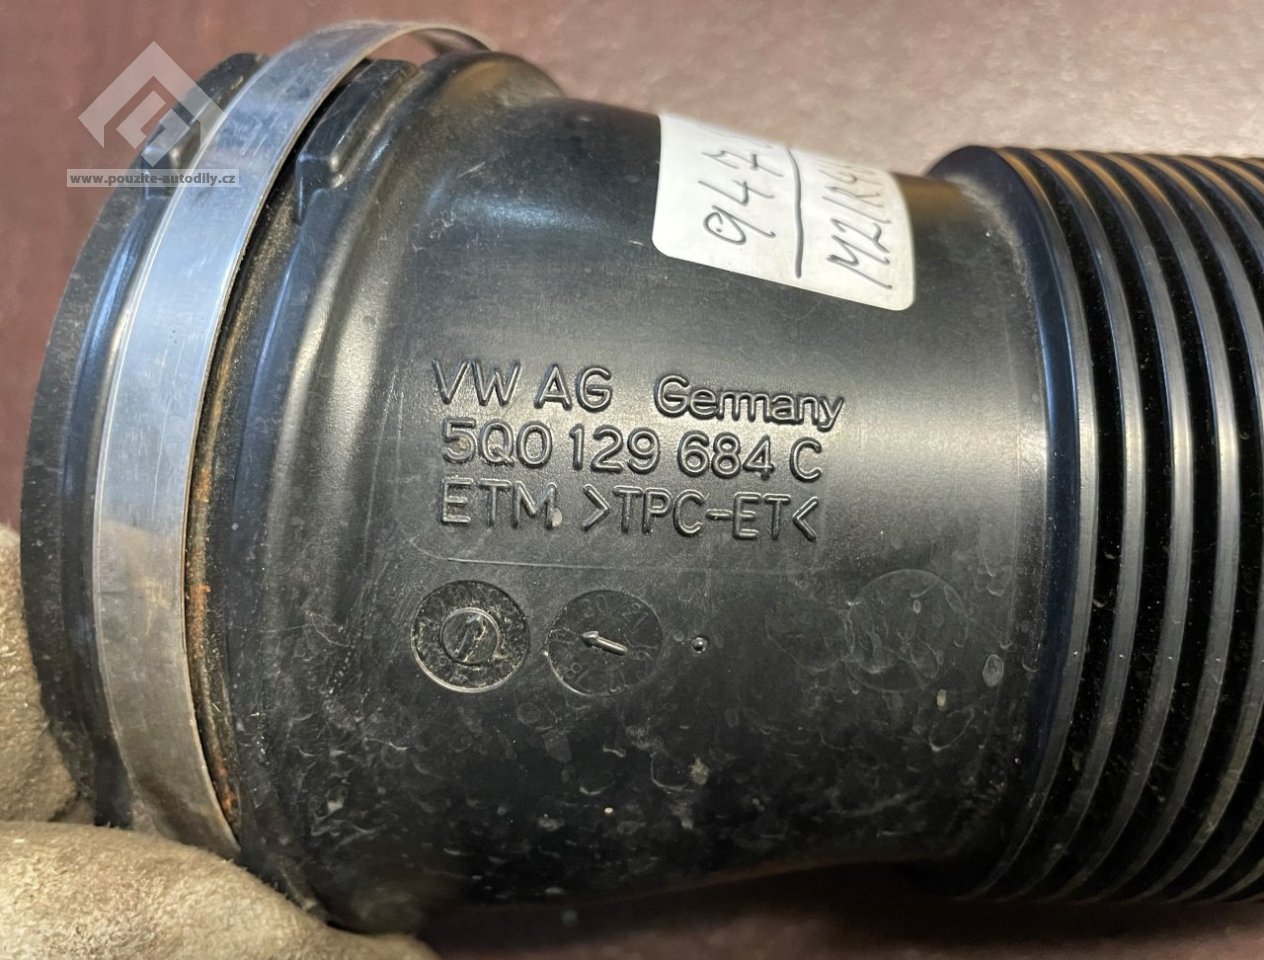 www.pouzite-autodily.cz
VW AG Germany
5Q0 129 684 C
ETM >TPC-ET<